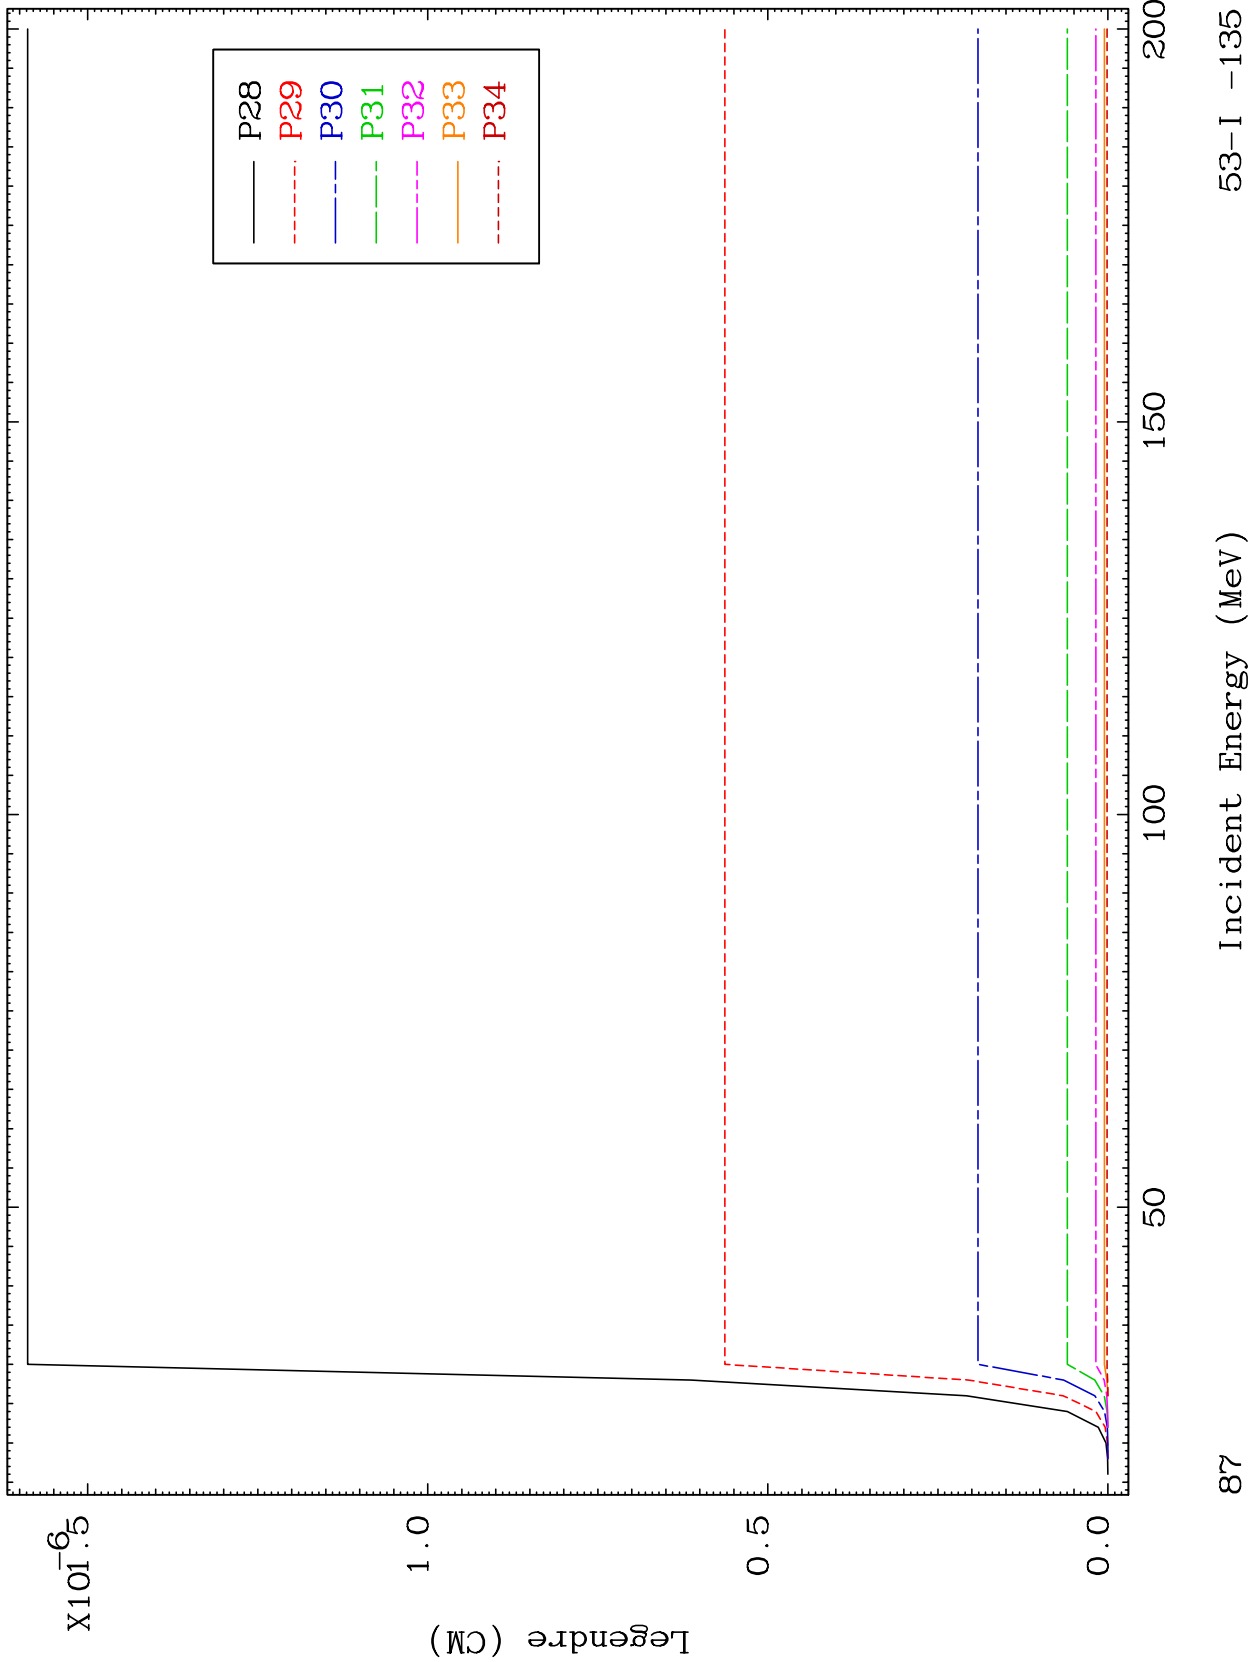 X10-6
1.5
1.0
0.5
0.0
Legendre (CM)
P28
P29
P30
P31
P32
P33
P34
50
100
150
200
Incident Energy (MeV)
87
53-I -135